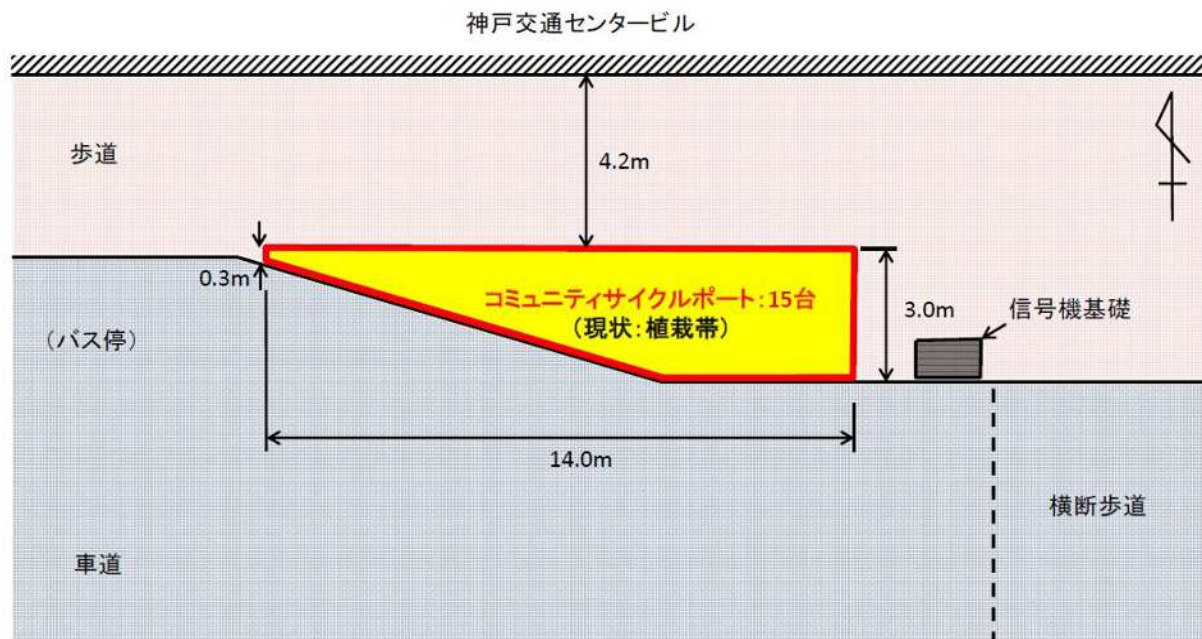 神戸交通センタービル
歩道
4.2m
0.3m
コミュニティサイクルポート:15台
(現状:植栽帯)
3.0m
信号機基礎
(バス停)
14.0m
横断歩道
車道